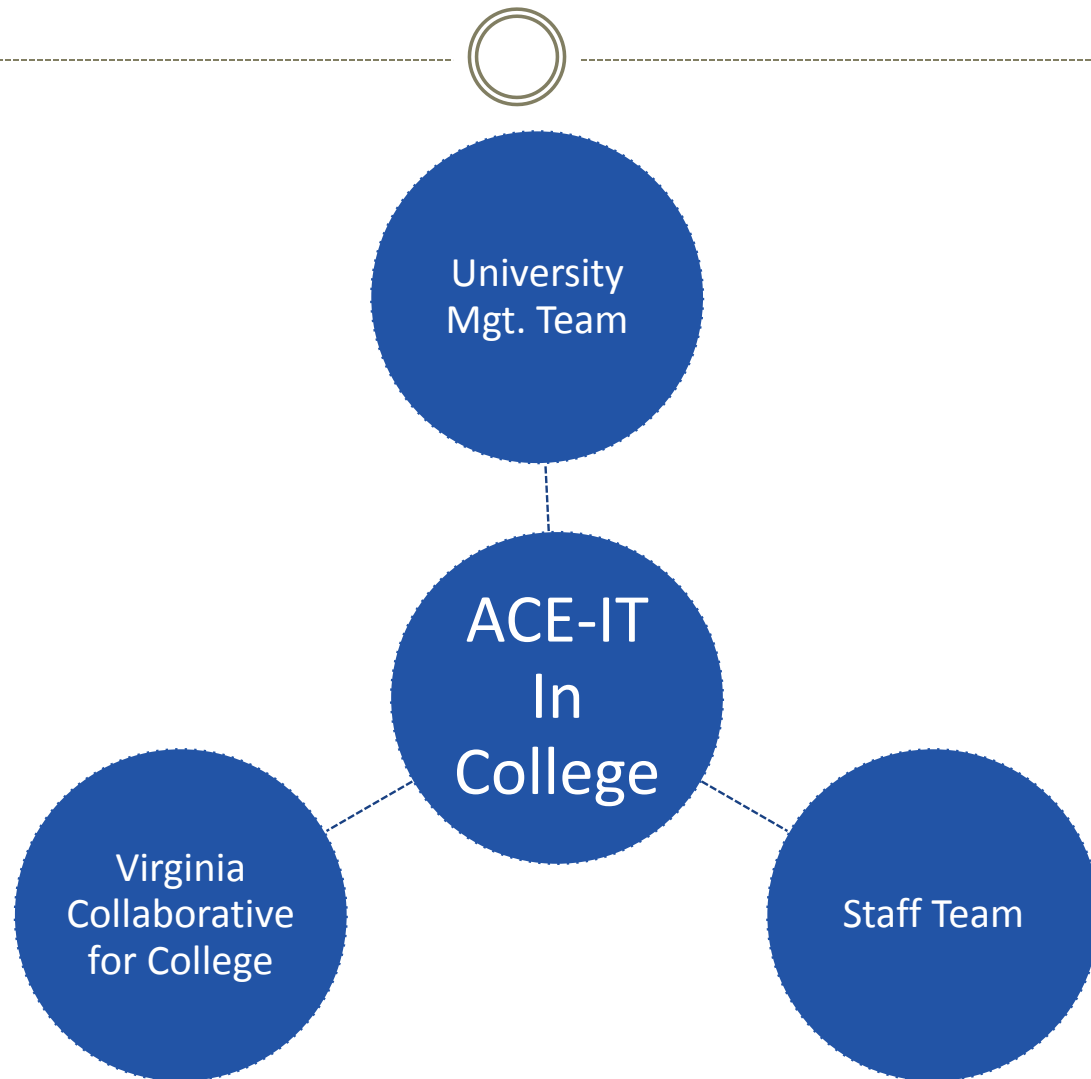 University
Mgt. Team
ACE-IT
In
College
Virginia
Collaborative
for College
Staff Team